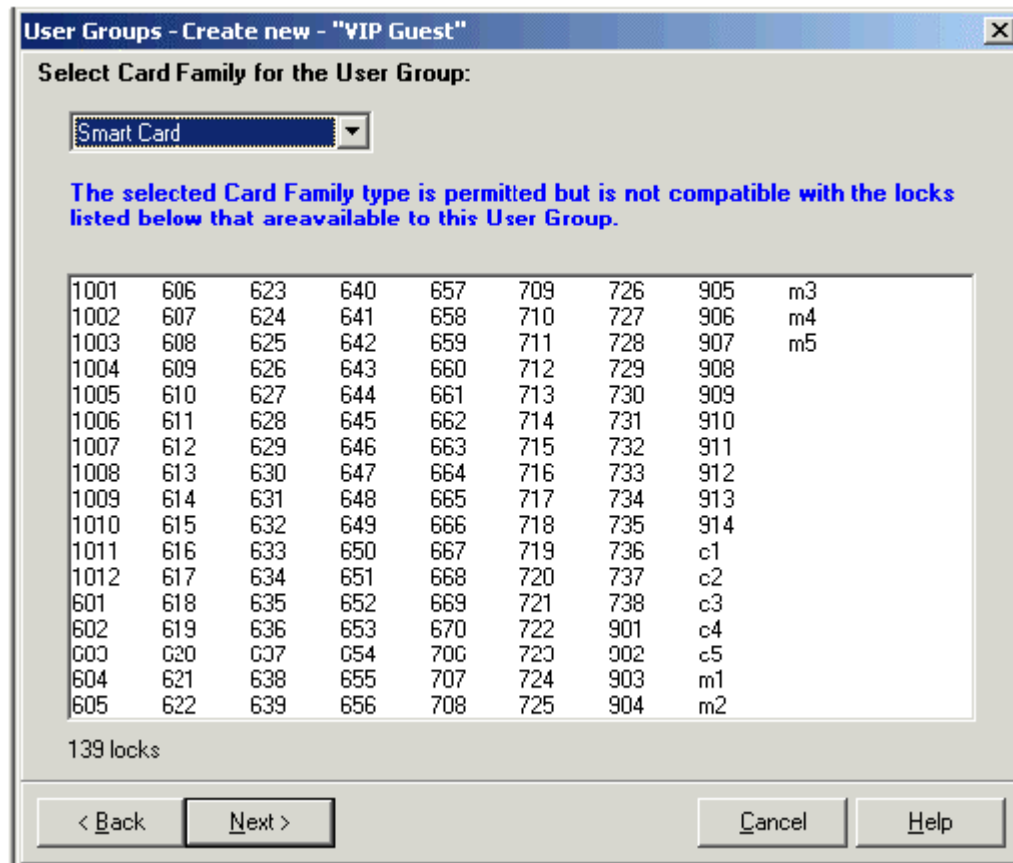 User Groups - Create new - "VIP Guest"
Select Card Family for the User Group:
Smart Card
The selected Card Family type is permitted but is not compatible with the locks
listed below that areavailable to this User Group.
1001 606 623 640 657 709 726 905 m3
1002 607 624 641 658 710 727 906 m4
1003 608 625 642 659 711 728 907 m5
1004 609 626 643 660 712 729 908
1005 610 627 644 661 713 730 909
1006 611 628 645 662 714 731 910
1007 612 629 646 663 715 732 911
1008 613 630 647 664 716 733 912
1009 614 631 648 665 717 734 913
1010 615 632 649 666 718 735 914
1011 616 633 650 667 719 736 c1
1012 617 634 651 668 720 737 c2
601 618 635 652 669 721 738 c3
602 619 636 653 670 722 901 c4
603 620 637 654 706 723 902 c5
604 621 638 655 707 724 903 m1
605 622 639 656 708 725 904 m2
139 locks
< Back Next > Cancel Help